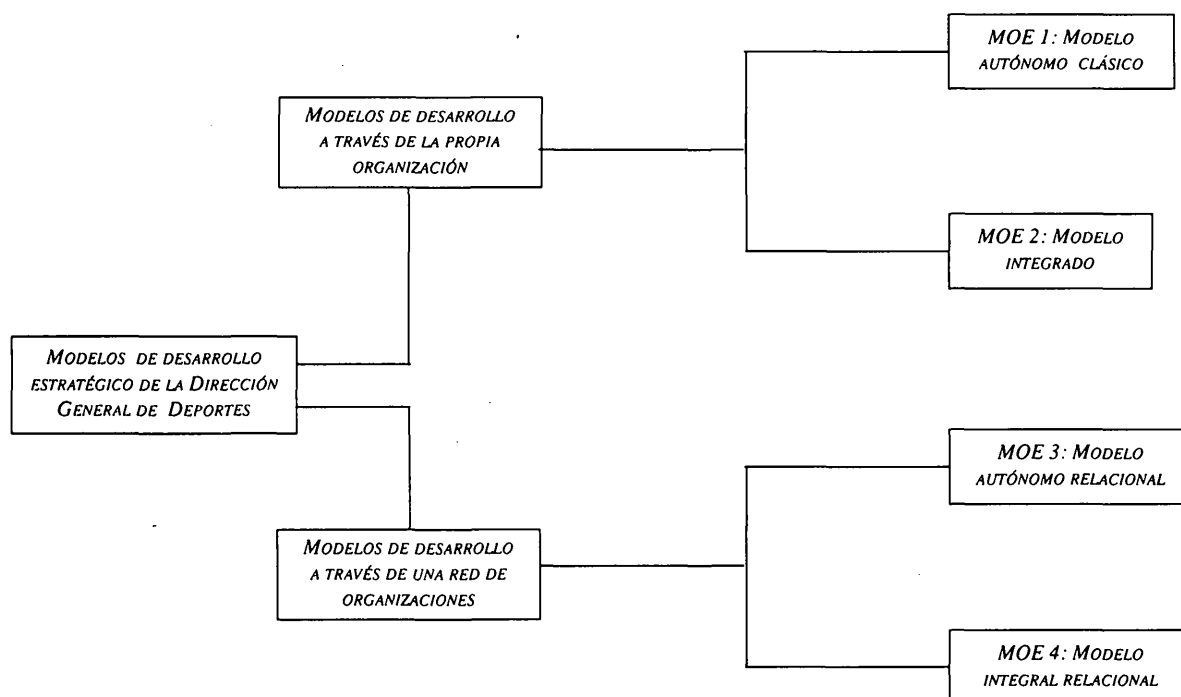 MOE 1: MODELO
AUTÓNOMO CLÁSICO
MODELOS DE DESARROLLO
A TRAVÉS DE LA PROPIA
ORGANIZACIÓN
MOE 2: MODELO
INTEGRADO
MODELOS DE DESARROLLO
ESTRATÉGICO DE LA DIRECCIÓN
GENERAL DE DEPORTES
MOE 3: MODELO
AUTÓNOMO RELACIONAL
MODELOS DE DESARROLLO
A TRAVÉS DE UNA RED DE
ORGANIZACIONES
MOE 4: MODELO
INTEGRAL RELACIONAL